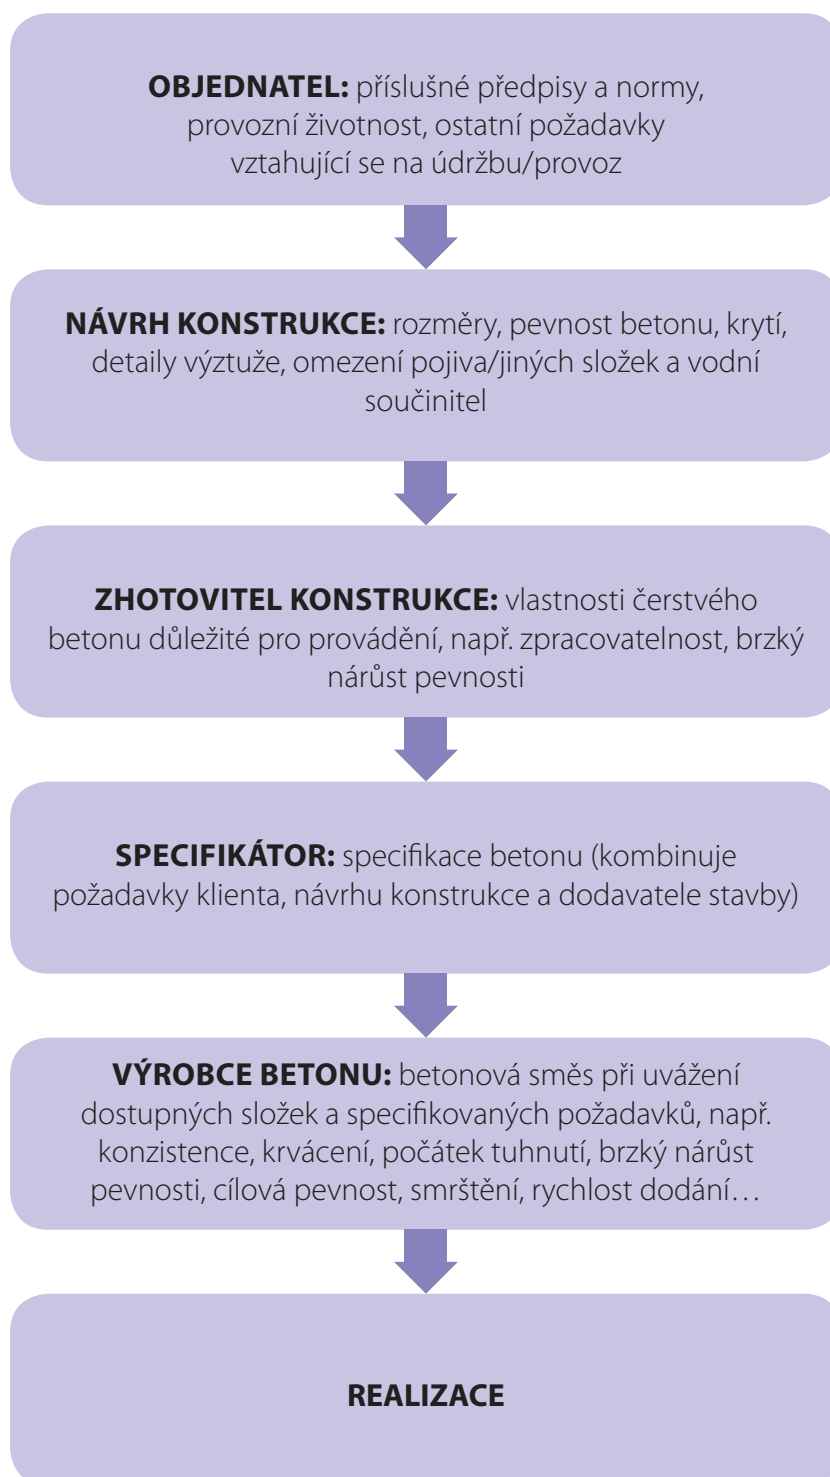 OBJEDNATEL: příslušné předpisy a normy,
provozní životnost, ostatní požadavky
vztahující se na údržbu/provoz
NÁVRH KONSTRUKCE: rozměry, pevnost betonu, krytí,
detaily výztuže, omezení pojiva/jiných složek a vodní
součinitel
ZHOTOVITEL KONSTRUKCE: vlastnosti čerstvého
betonu důležité pro provádění, např. zpracovatelnost, brzký
nárůst pevnosti
SPECIFIKÁTOR: specifikace betonu (kombinuje
požadavky klienta, návrhu konstrukce a dodavatele stavby)
VÝROBCE BETONU: betonová směs při uvážení
dostupných složek a specifikovaných požadavků, např.
konzistence, krvácení, počátek tuhnutí, brzký nárůst
pevnosti, cílová pevnost, smrštění, rychlost dodání…
REALIZACE